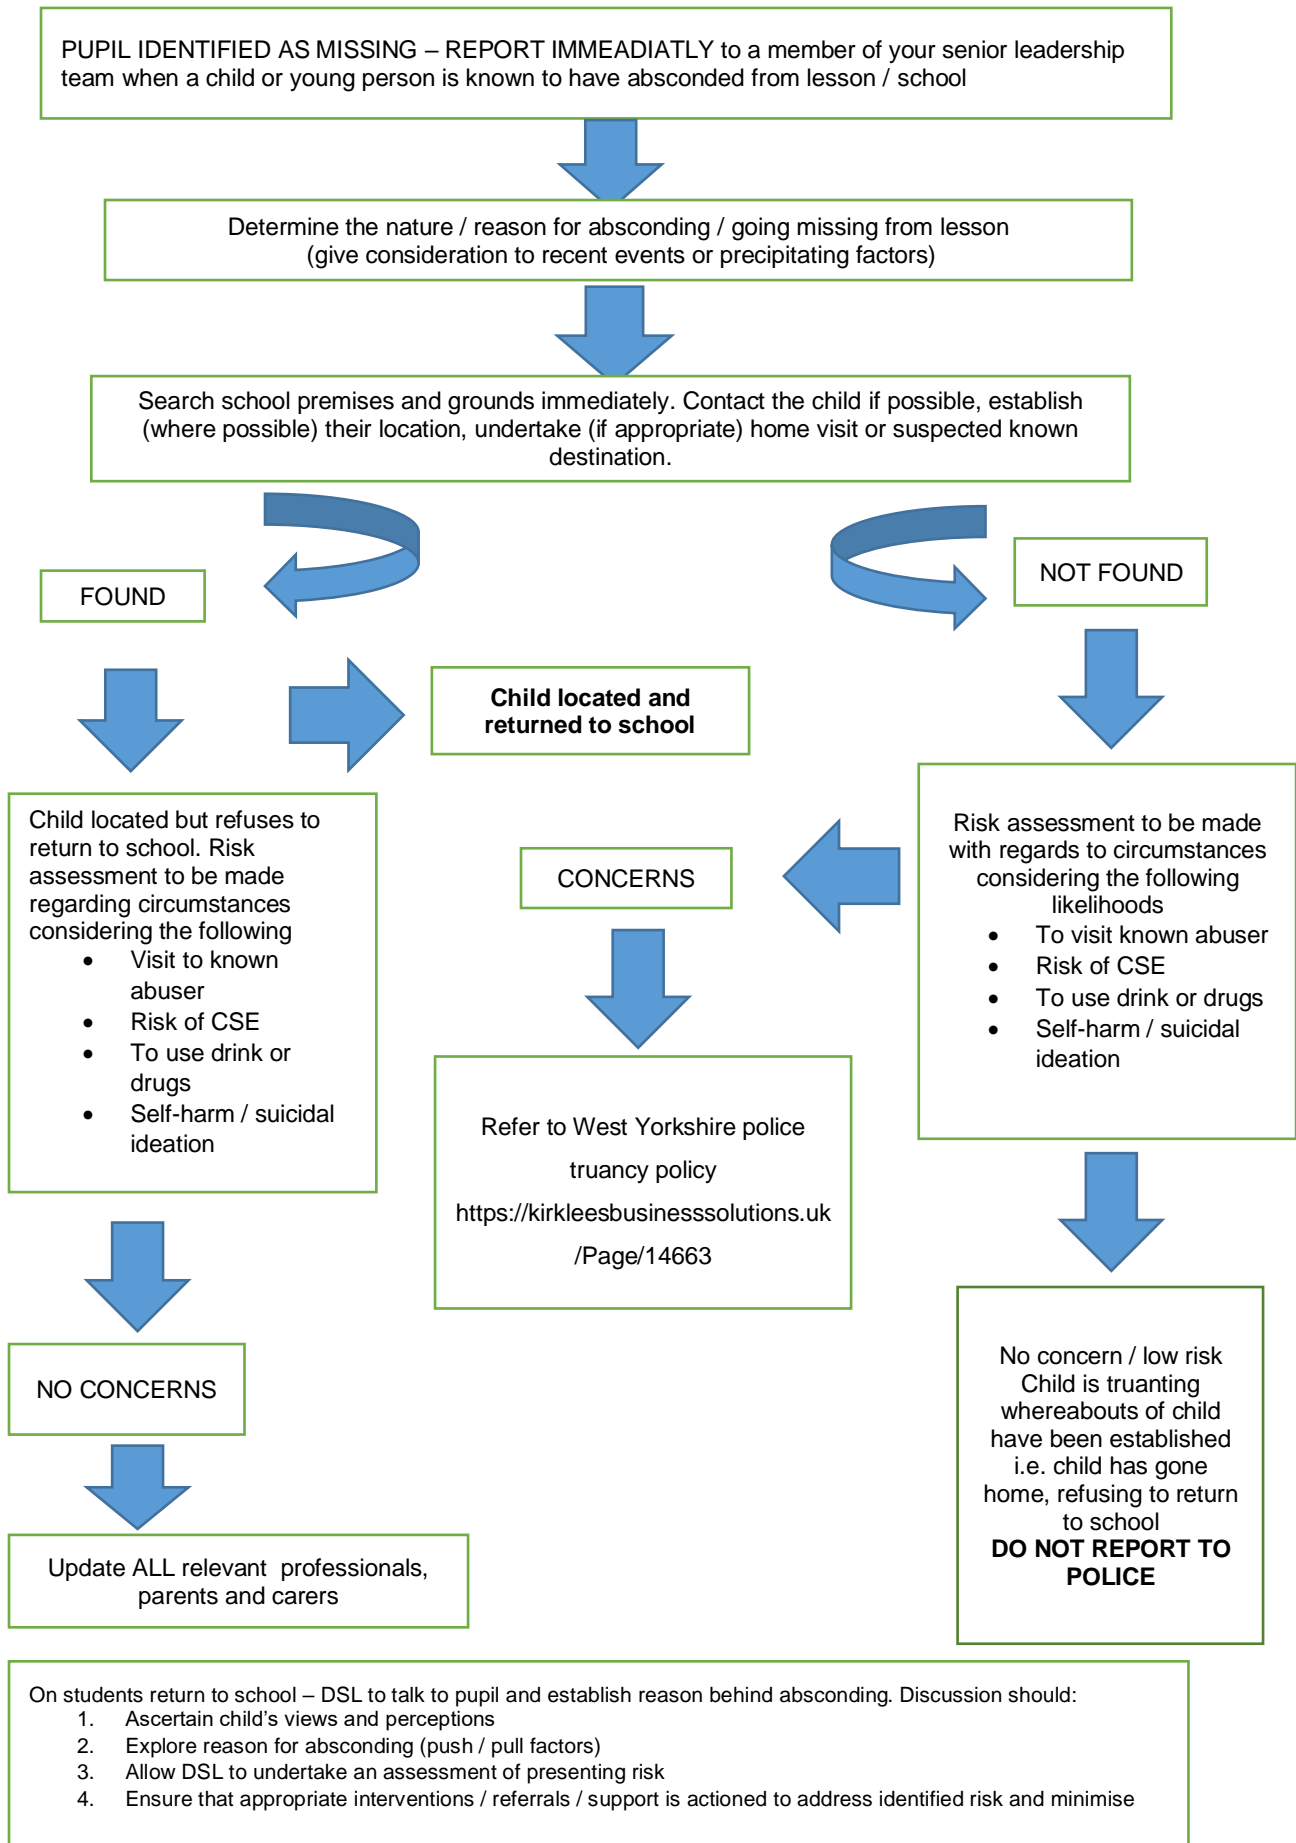 PUPIL IDENTIFIED AS MISSING – REPORT IMMEADIATLY to a member of your senior leadership
team when a child or young person is known to have absconded from lesson / school
Determine the nature / reason for absconding / going missing from lesson
(give consideration to recent events or precipitating factors)
Search school premises and grounds immediately. Contact the child if possible, establish
(where possible) their location, undertake (if appropriate) home visit or suspected known
destination.
FOUND
NOT FOUND
Child located and
returned to school
Child located but refuses to
return to school. Risk
assessment to be made
regarding circumstances
considering the following
• Visit to known
abuser
• Risk of CSE
• To use drink or
drugs
• Self-harm / suicidal
ideation
CONCERNS
Risk assessment to be made
with regards to circumstances
considering the following
likelihoods
• To visit known abuser
• Risk of CSE
• To use drink or drugs
• Self-harm / suicidal
ideation
Refer to West Yorkshire police
truancy policy
https://kirkleesbusinesssolutions.uk
/Page/14663
NO CONCERNS
No concern / low risk
Child is truanting
whereabouts of child
have been established
i.e. child has gone
home, refusing to return
to school
DO NOT REPORT TO
POLICE
Update ALL relevant professionals,
parents and carers
On students return to school – DSL to talk to pupil and establish reason behind absconding. Discussion should:
1. Ascertain child's views and perceptions
2. Explore reason for absconding (push / pull factors)
3. Allow DSL to undertake an assessment of presenting risk
4. Ensure that appropriate interventions / referrals / support is actioned to address identified risk and minimise